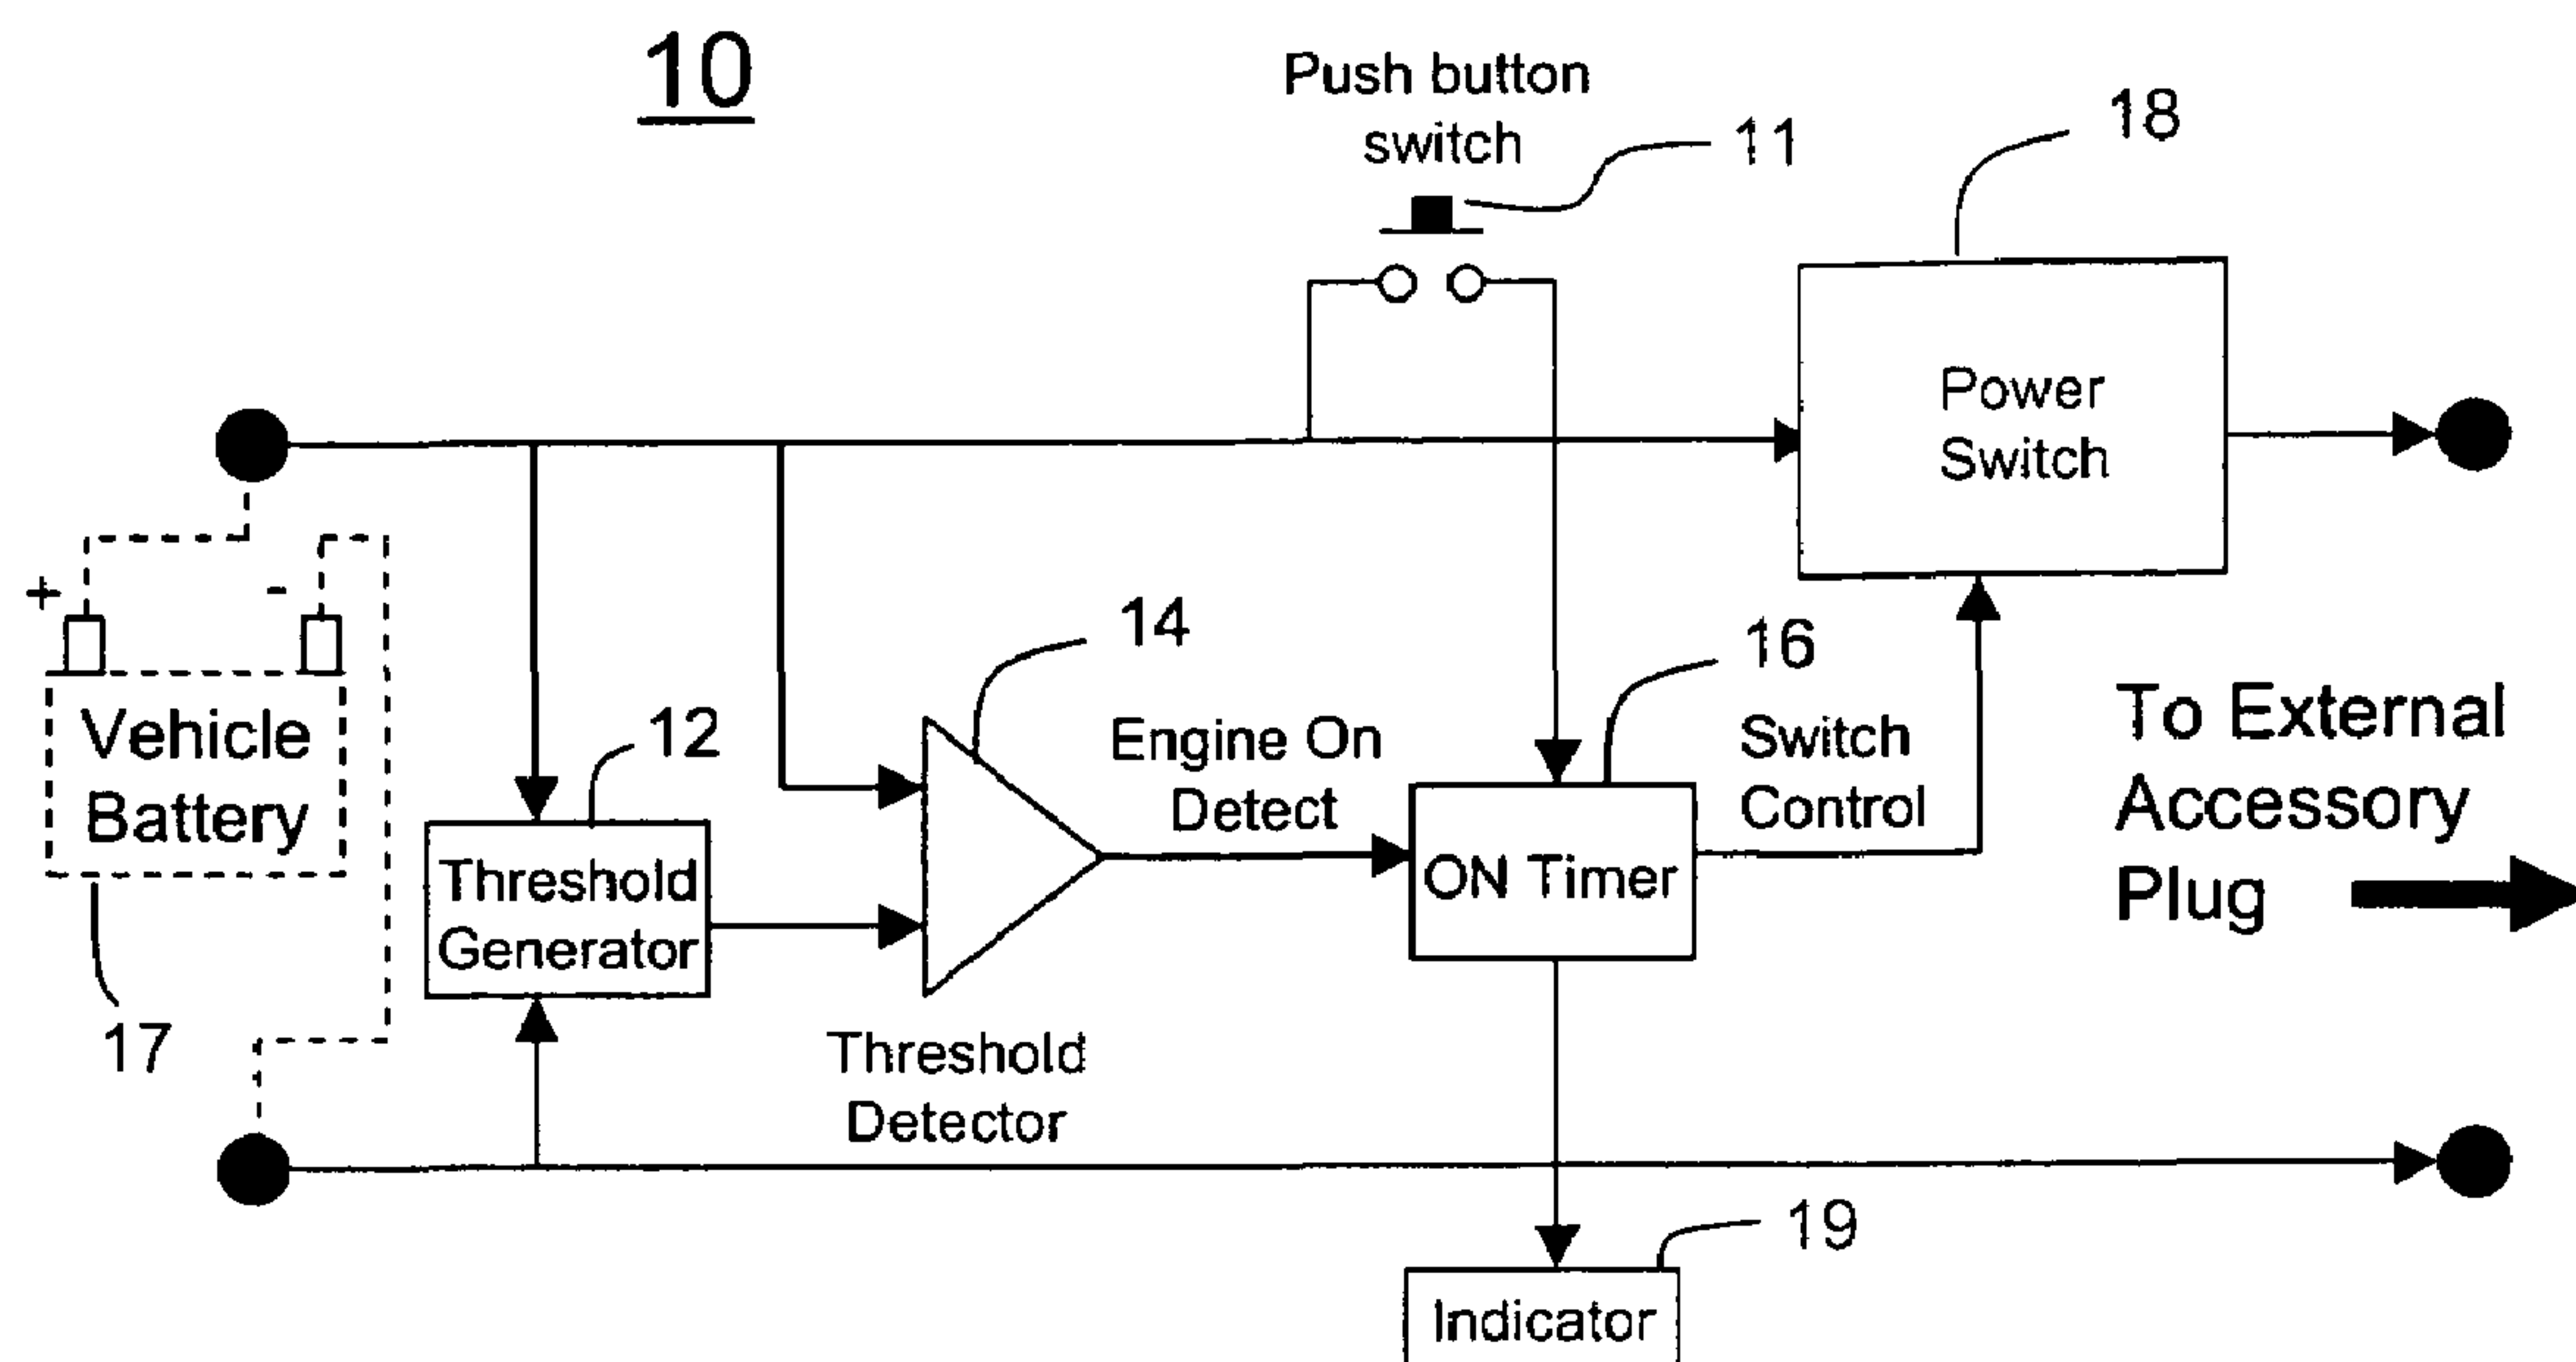 10
Push button
switch
11
18
Power
Switch
+
-
14
16
Vehicle
Battery
12
Engine On
Detect
Switch
Control
To External
Accessory
Plug
Threshold
Generator
ON Timer
17
Threshold
Detector
19
Indicator